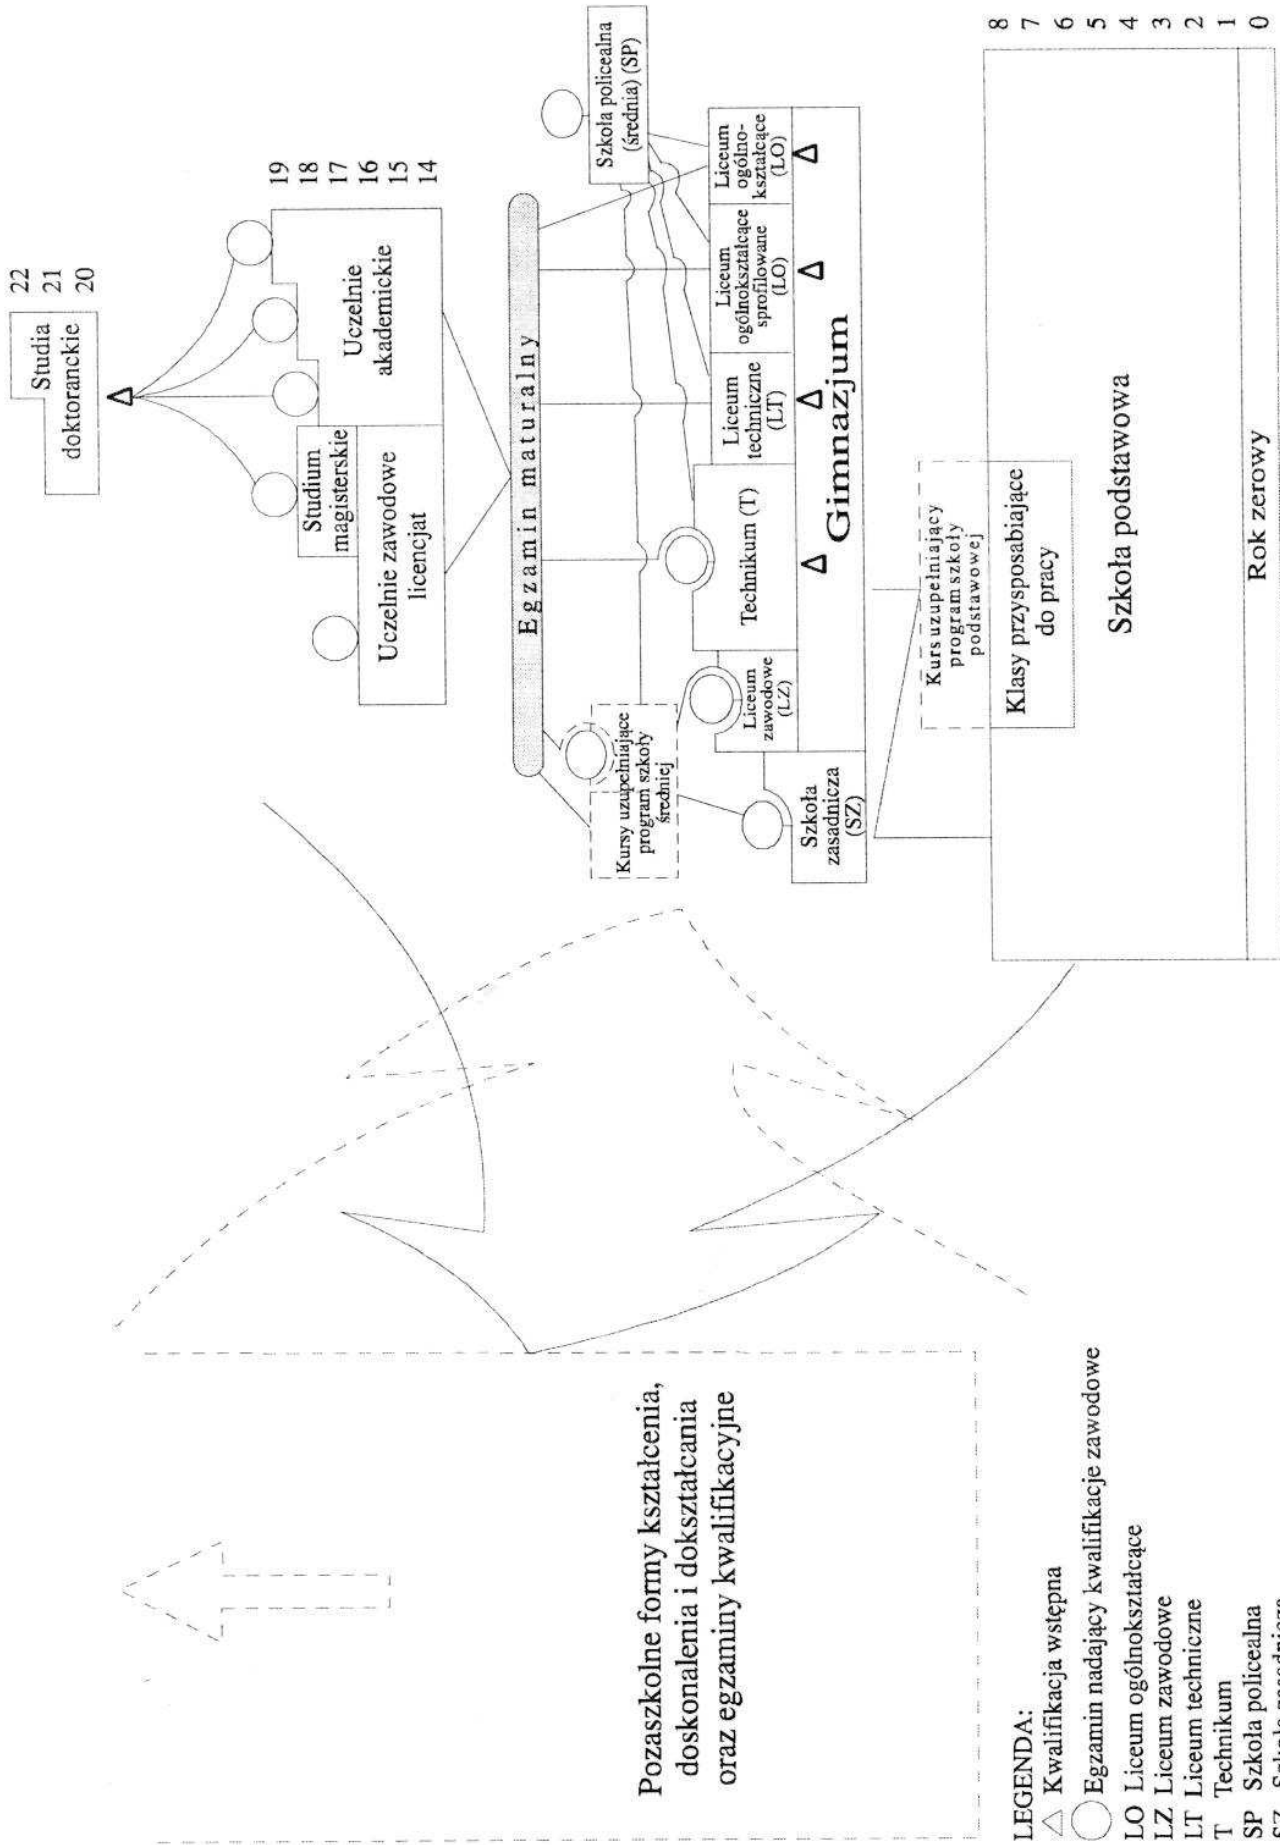 22
21
20
Studia
doktoranckie
19
18
17
16
15
14
Studium
magisterskie
Uczelnie zawodowe
licencjat
Uczelnie
akademickie
Egzamin maturalny
Kursy uzupełniające
program szkoły
średniej
Szkoła policealna
(średnia) (SP)
Szkoła
zasadnicza
(SZ)
Liceum
zawodowe
(LZ)
Technikum (T)
Liceum
techniczne
(LT)
Liceum
ogólnokształcące
sprofilowane
(LO)
Liceum
ogólno-
kształcące
(LO)
Gimnazjum
Kurs uzupełniający
program szkoły
podstawowej
Klasy przysposabiające
do pracy
Szkoła podstawowa
Rok zerowy
8
7
6
5
4
3
2
1
0
Pozaszkolne formy kształcenia,
doskonalenia i dokształcania
oraz egzaminy kwalifikacyjne
LEGENDA:
Kwalifikacja wstępna
Egzamin nadający kwalifikacje zawodowe
LO Liceum ogólnokształcące
LZ Liceum zawodowe
LT Liceum techniczne
T Technikum
SP Szkoła policealna
SZ Szkoła zasadnicza